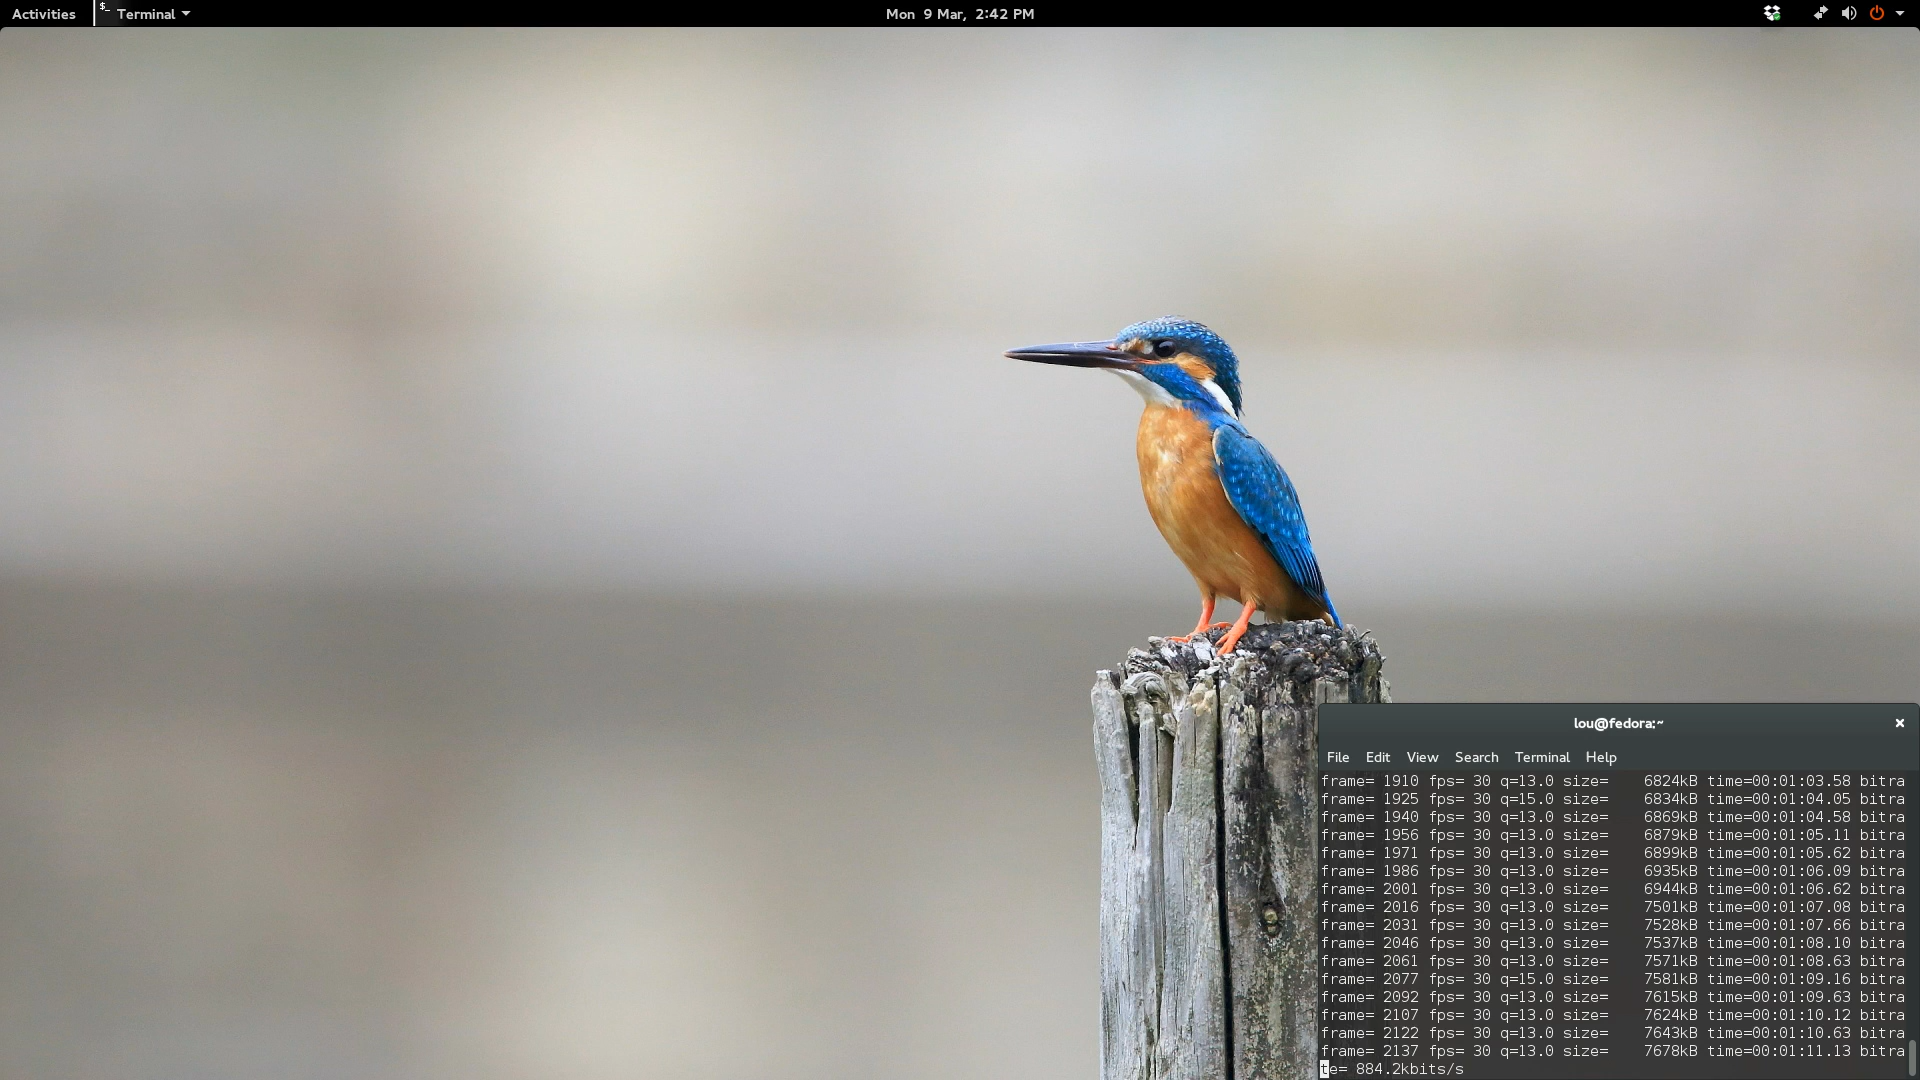 Activities $_ Terminal Mon 9 Mar, 2:42 PM
lou@fedora:~
File Edit View Search Terminal Help
frame= 1910 fps= 30 q=13.0 size=    6824kB time=00:01:03.58 bitra
frame= 1925 fps= 30 q=15.0 size=    6834kB time=00:01:04.05 bitra
frame= 1940 fps= 30 q=13.0 size=    6869kB time=00:01:04.58 bitra
frame= 1956 fps= 30 q=13.0 size=    6879kB time=00:01:05.11 bitra
frame= 1971 fps= 30 q=13.0 size=    6899kB time=00:01:05.62 bitra
frame= 1986 fps= 30 q=13.0 size=    6935kB time=00:01:06.09 bitra
frame= 2001 fps= 30 q=13.0 size=    6944kB time=00:01:06.62 bitra
frame= 2016 fps= 30 q=13.0 size=    7501kB time=00:01:07.08 bitra
frame= 2031 fps= 30 q=13.0 size=    7528kB time=00:01:07.66 bitra
frame= 2046 fps= 30 q=13.0 size=    7537kB time=00:01:08.10 bitra
frame= 2061 fps= 30 q=13.0 size=    7571kB time=00:01:08.63 bitra
frame= 2077 fps= 30 q=15.0 size=    7581kB time=00:01:09.16 bitra
frame= 2092 fps= 30 q=13.0 size=    7615kB time=00:01:09.63 bitra
frame= 2107 fps= 30 q=13.0 size=    7624kB time=00:01:10.12 bitra
frame= 2122 fps= 30 q=13.0 size=    7643kB time=00:01:10.63 bitra
frame= 2137 fps= 30 q=13.0 size=    7678kB time=00:01:11.13 bitra
te= 884.2kbits/s